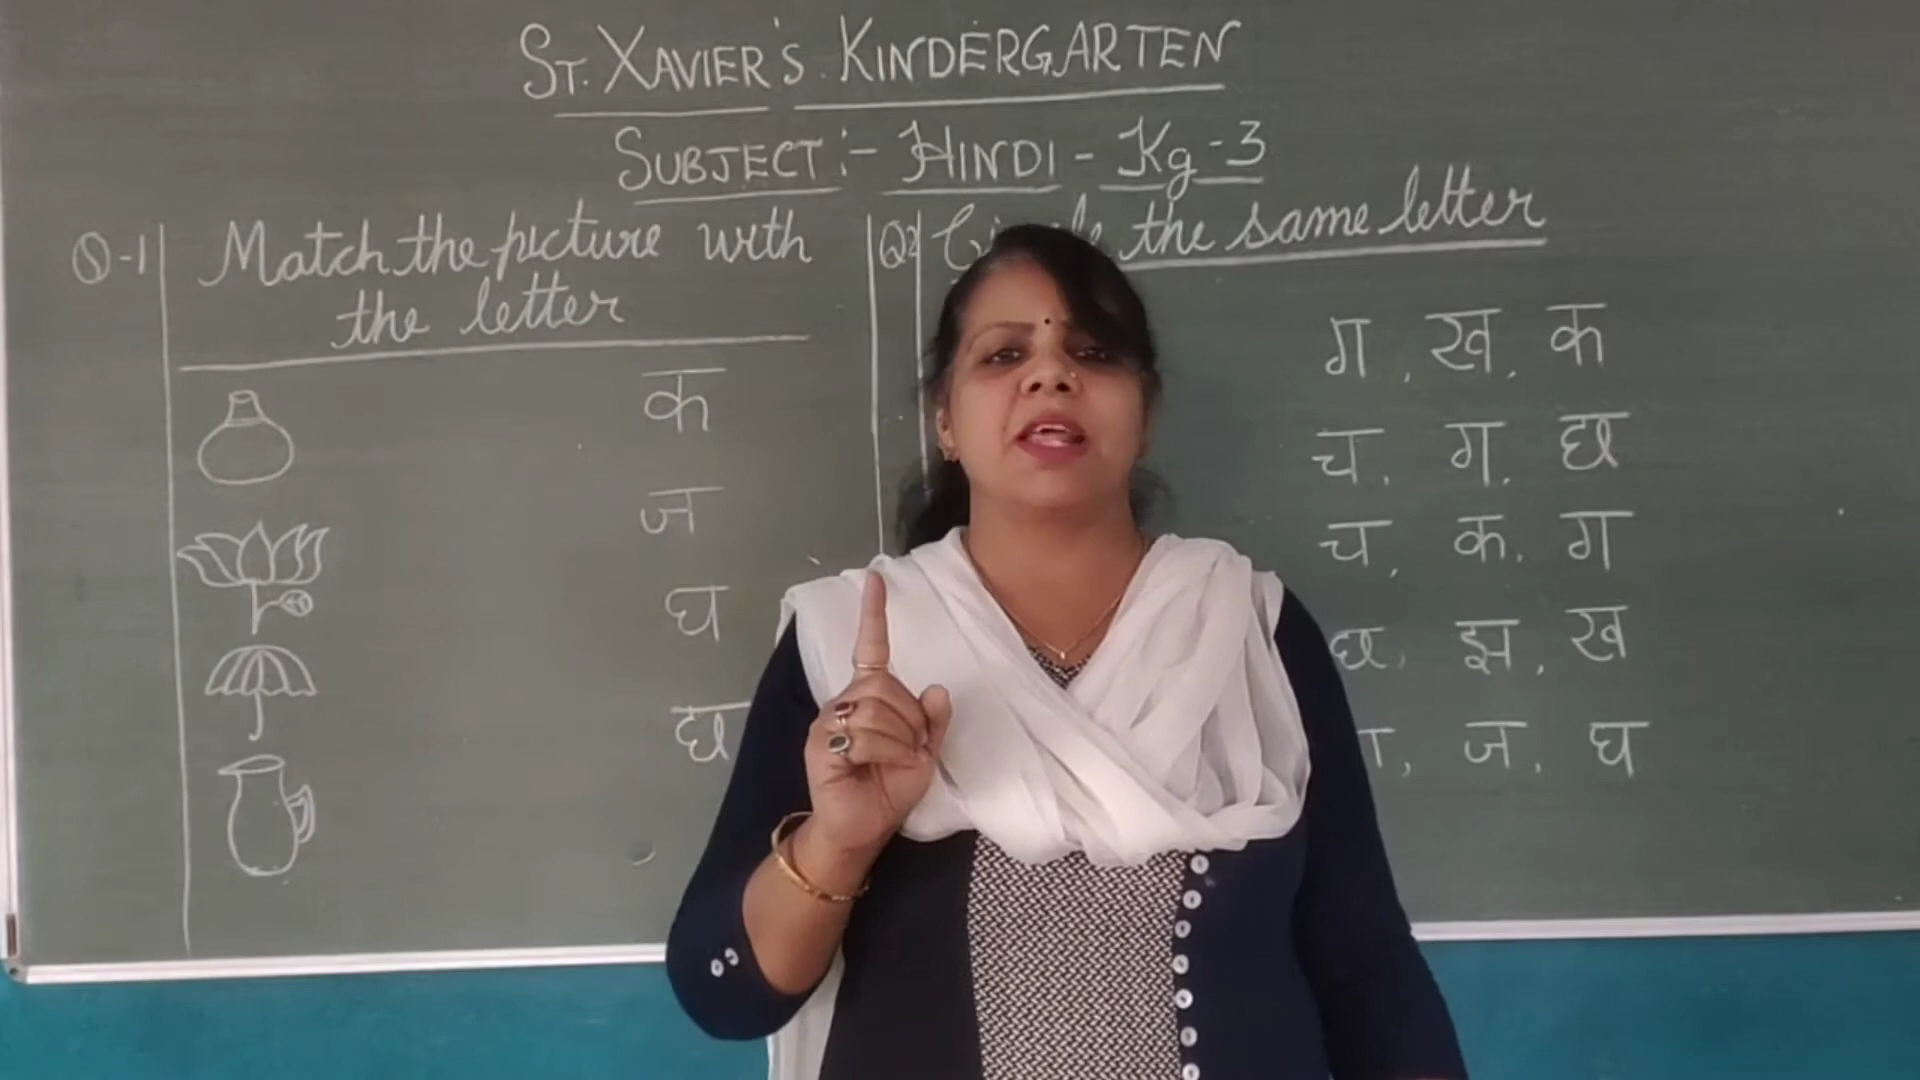 ST. XAVIER'S. KINDERGARTEN
SUBJECT:- HINDI - Kg-3
Q-1 Match the picture with
the letter
क
ज
घ
छ
Q2 the same letter
ग, ख, क
च, ग, छ
च, क, ग
छ, झ, ख
ज, घ